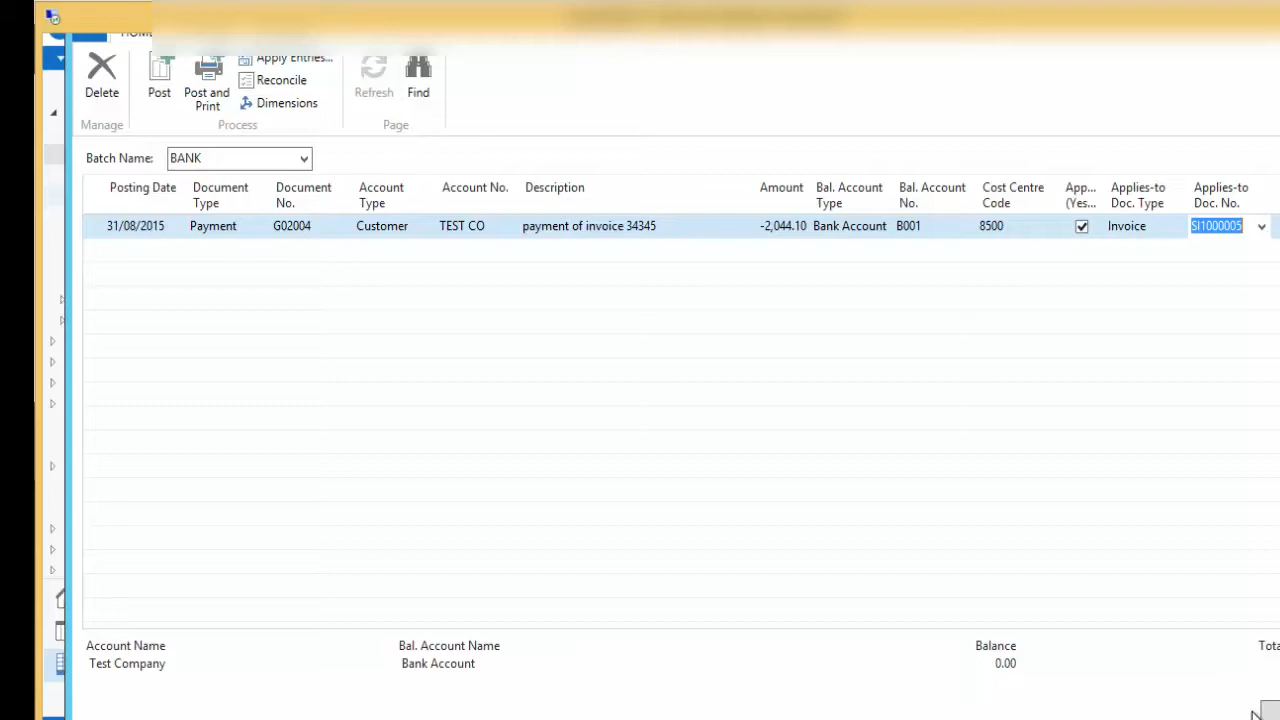 HOME
Apply Entries...
Reconcile
Dimensions
Delete
Post
Post and
Print
Refresh
Find
Manage
Process
Page
Batch Name: BANK
Posting Date Document Type Document No. Account Type Account No. Description Amount Bal. Account Type Bal. Account No. Cost Centre Code App... (Yes... Applies-to Doc. Type Applies-to Doc. No.
31/08/2015 Payment G02004 Customer TEST CO payment of invoice 34345 -2,044.10 Bank Account B001 8500 Invoice SI1000005
Account Name Bal. Account Name Balance Tota
Test Company Bank Account 0.00